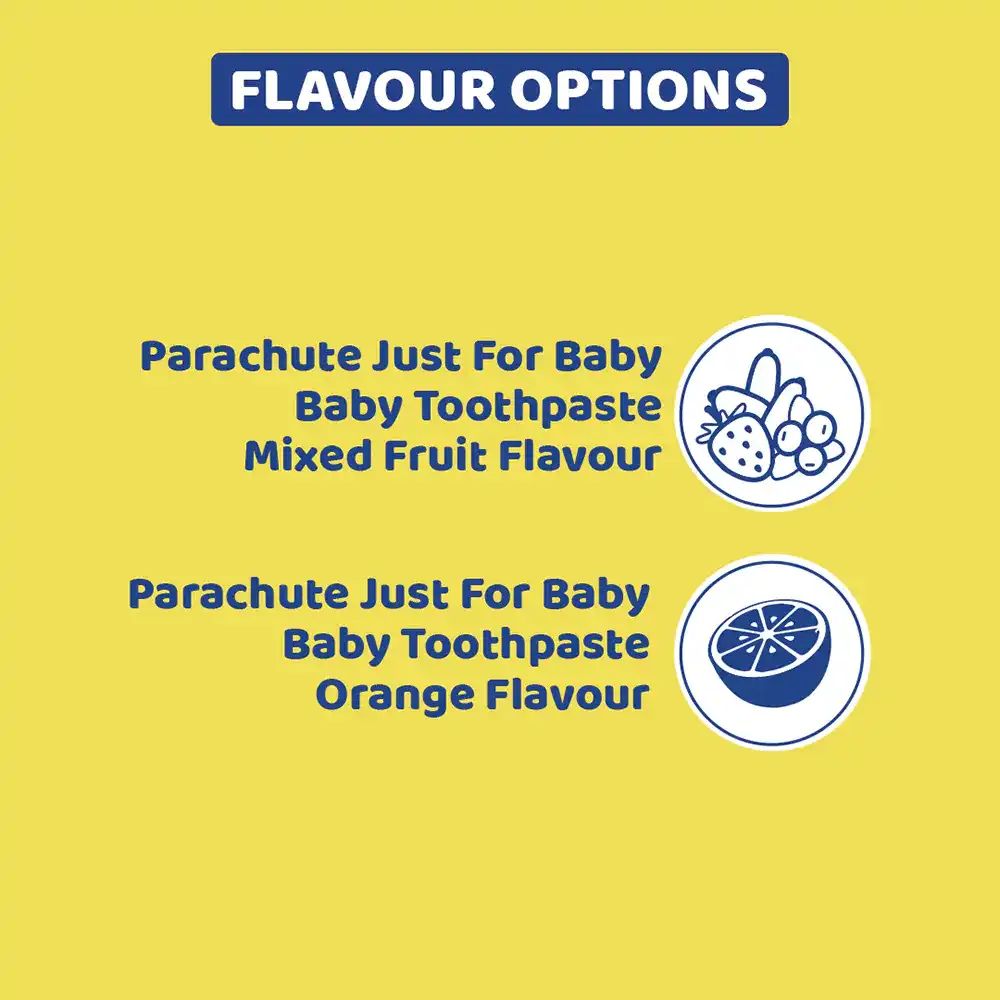 FLAVOUR OPTIONS
Parachute Just For Baby
Baby Toothpaste
Mixed Fruit Flavour
Parachute Just For Baby
Baby Toothpaste
Orange Flavour